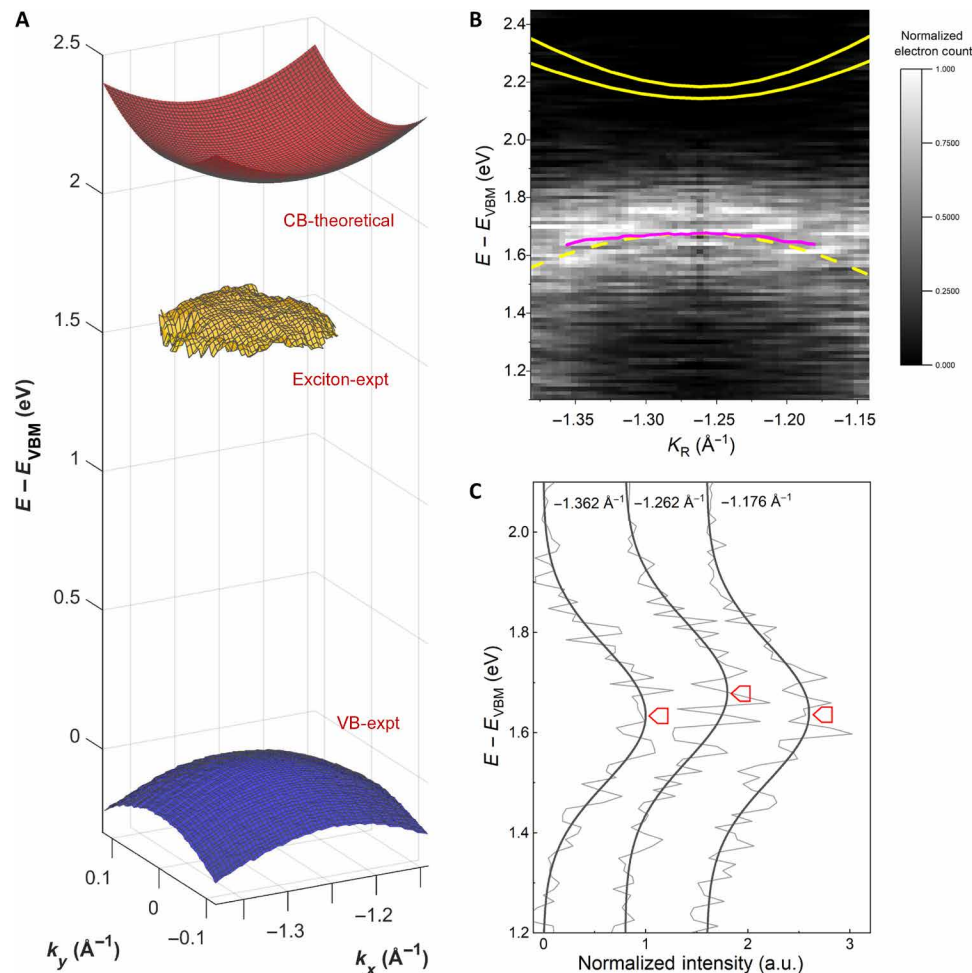 A
2.5
2
1.5
1
0.5
0
E − E_VBM (eV)
CB-theoretical
Exciton-expt
VB-expt
0.1
0
−0.1
k_y (Å⁻¹)
−1.3
−1.2
k_x (Å⁻¹)
B
2.4
2.2
2.0
1.8
1.6
1.4
1.2
E − E_VBM (eV)
−1.35
−1.30
−1.25
−1.20
−1.15
K_R (Å⁻¹)
Normalized
electron count
1.000
0.7500
0.5000
0.2500
0.000
C
−1.362 Å⁻¹
−1.262 Å⁻¹
−1.176 Å⁻¹
2.0
1.8
1.6
1.4
1.2
E − E_VBM (eV)
0
1
2
3
Normalized intensity (a.u.)